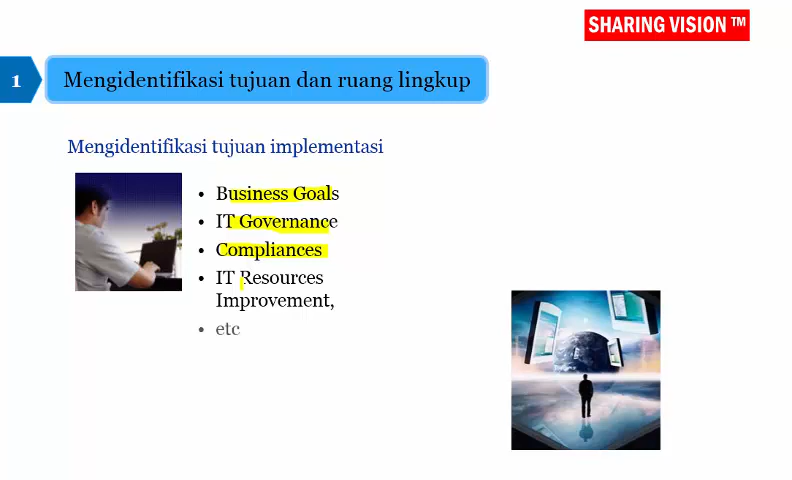 SHARING VISION ™
1
Mengidentifikasi tujuan dan ruang lingkup
Mengidentifikasi tujuan implementasi
• Business Goals
• IT Governance
• Compliances
• IT Resources
Improvement,
• etc